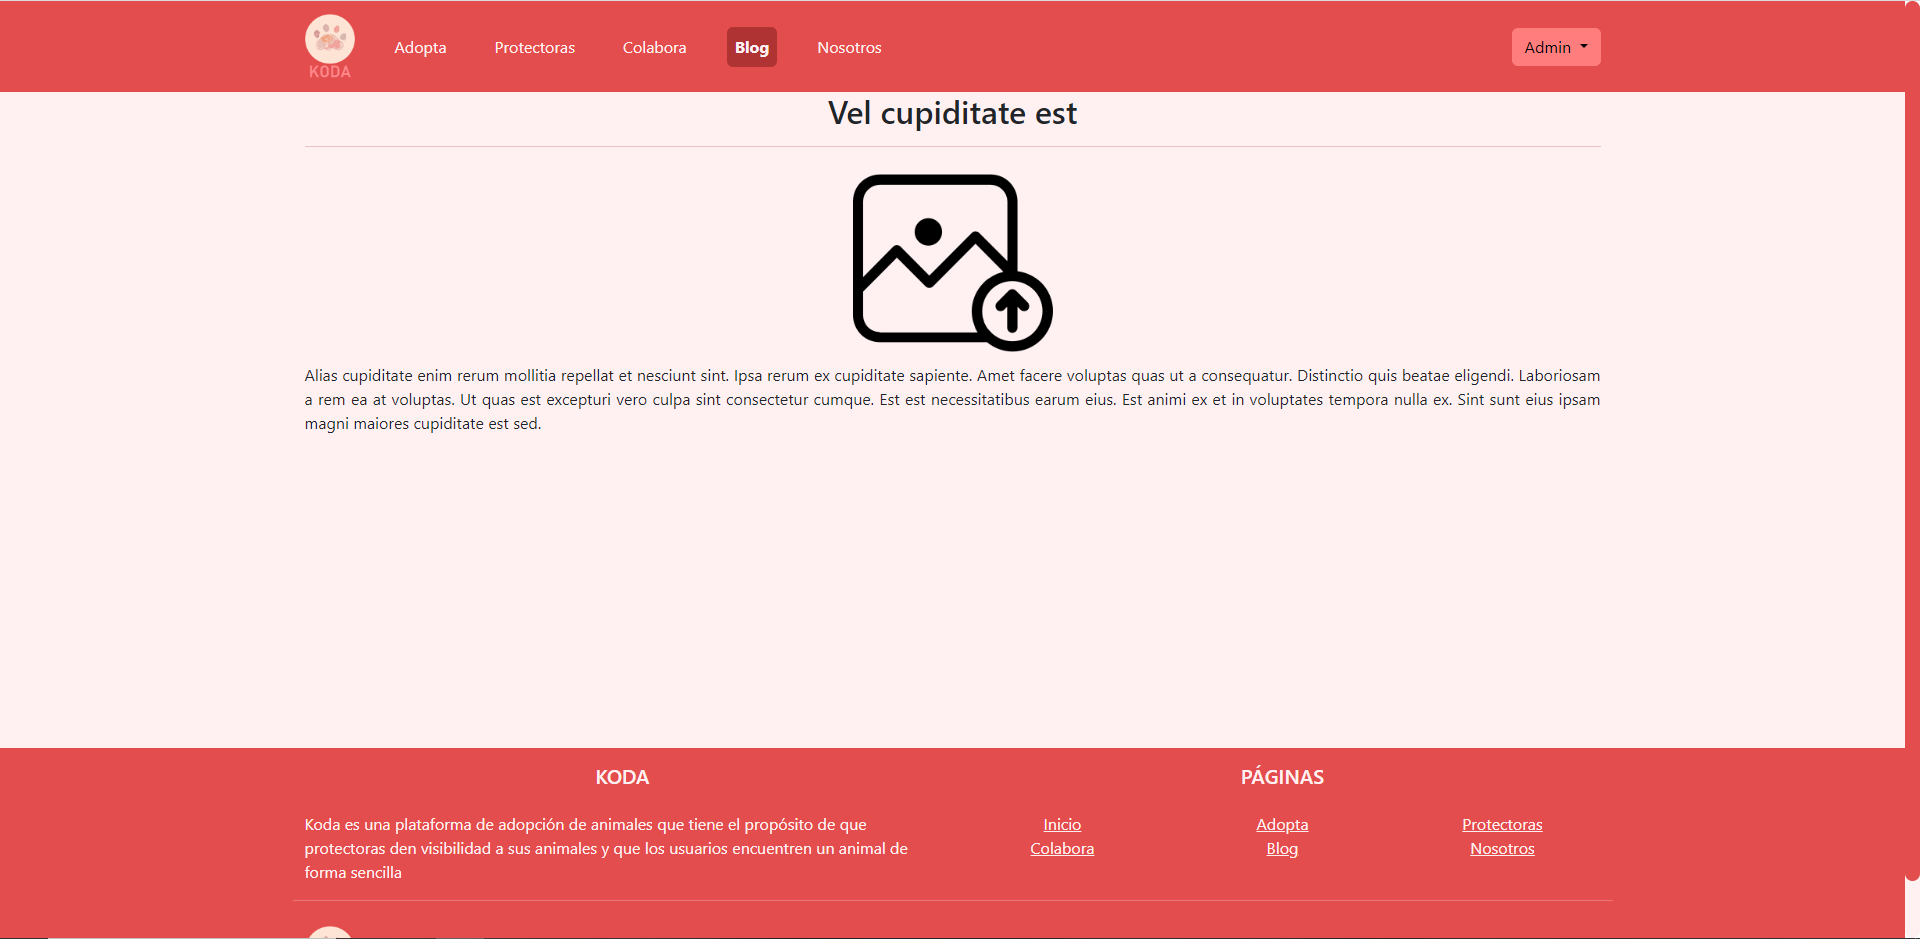 KODA
Adopta
Protectoras
Colabora
Blog
Nosotros
Admin
Vel cupiditate est
Alias cupiditate enim rerum mollitia repellat et nesciunt sint. Ipsa rerum ex cupiditate sapiente. Amet facere voluptas quas ut a consequatur. Distinctio quis beatae eligendi. Laboriosam
a rem ea at voluptas. Ut quas est excepturi vero culpa sint consectetur cumque. Est est necessitatibus earum eius. Est animi ex et in voluptates tempora nulla ex. Sint sunt eius ipsam
magni maiores cupiditate est sed.
KODA
Koda es una plataforma de adopción de animales que tiene el propósito de que
protectoras den visibilidad a sus animales y que los usuarios encuentren un animal de
forma sencilla
PÁGINAS
Inicio
Adopta
Protectoras
Colabora
Blog
Nosotros